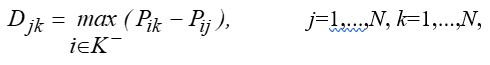 D_jk = max ( P_ik − P_ij ), j=1,...,N, k=1,...,N,
i∈K⁻